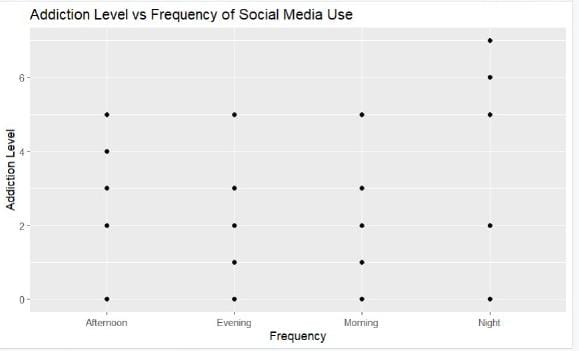 Addiction Level vs Frequency of Social Media Use
6
4
2
0
Addiction Level
Afternoon
Evening
Morning
Night
Frequency